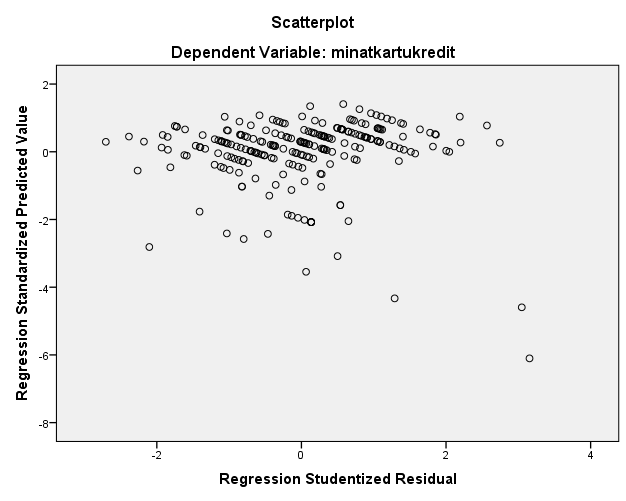 Scatterplot
Dependent Variable: minatkartukredit
Regression Standardized Predicted Value
2
0
-2
-4
-6
-8
-2
0
2
4
Regression Studentized Residual